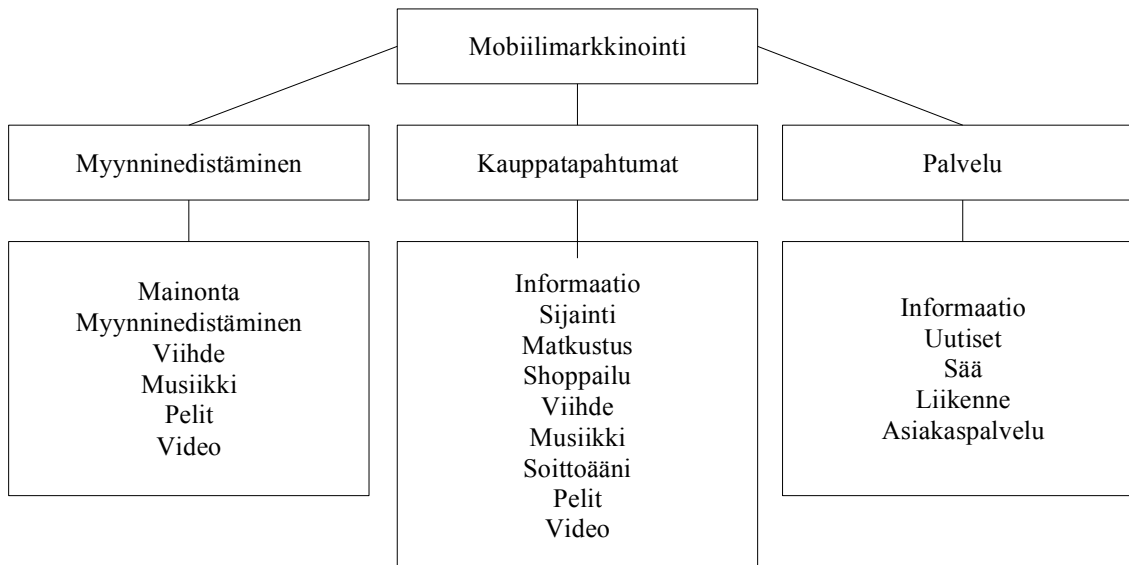 Mobiilimarkkinointi
Myynninedistäminen
Kauppatapahtumat
Palvelu
Mainonta
Myynninedistäminen
Viihde
Musiikki
Pelit
Video
Informaatio
Sijainti
Matkustus
Shoppailu
Viihde
Musiikki
Soittoääni
Pelit
Video
Informaatio
Uutiset
Sää
Liikenne
Asiakaspalvelu